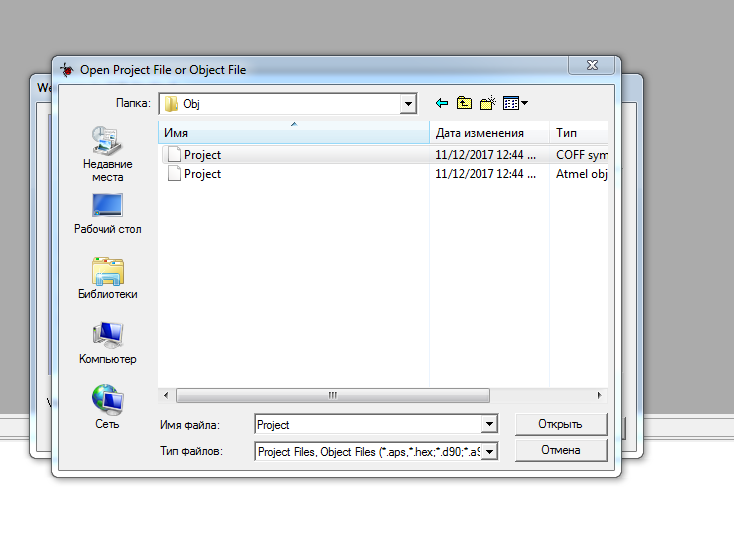 Open Project File or Object File
We
Папка:
Obj
Имя
Дата изменения
Тип
Project
11/12/2017 12:44 ...
COFF sym
Project
11/12/2017 12:44 ...
Atmel obj
Недавние
места
Рабочий стол
Библиотеки
Компьютер
Сеть
Имя файла:
Project
Открыть
Тип файлов:
Project Files, Object Files (*.aps,*.hex;*.d90;*.a9
Отмена